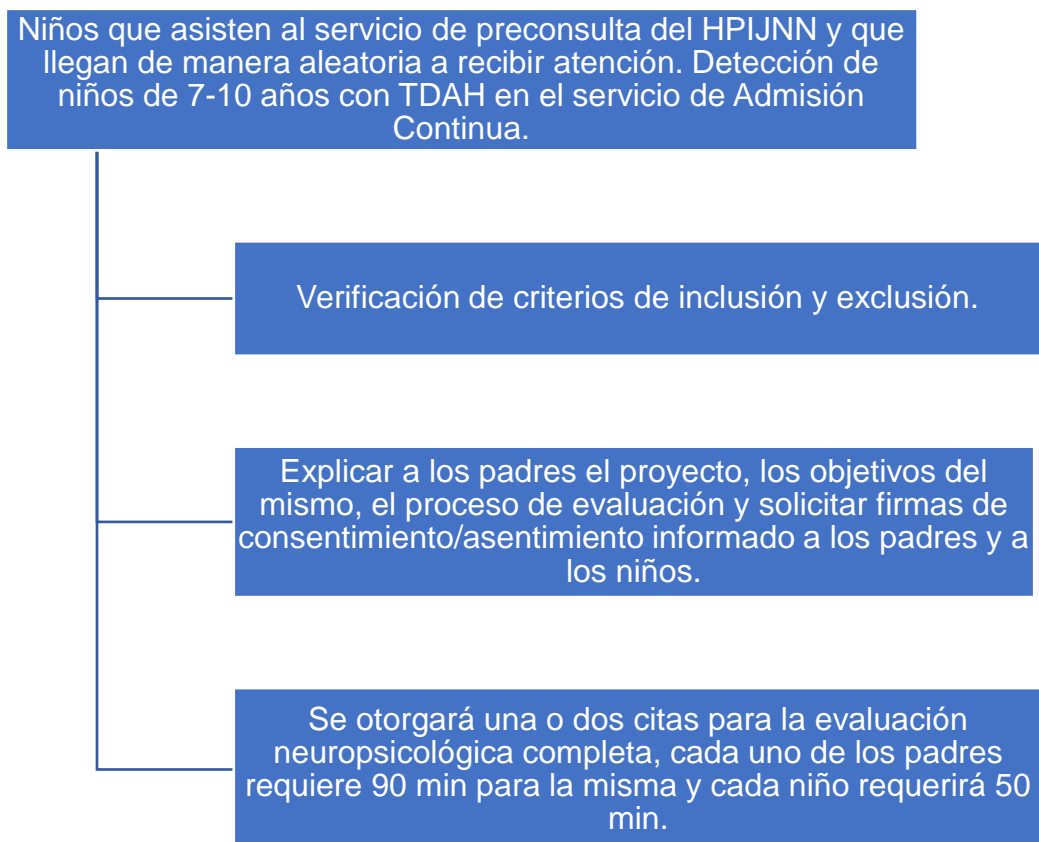 Niños que asisten al servicio de preconsulta del HPIJNN y que
llegan de manera aleatoria a recibir atención. Detección de
niños de 7-10 años con TDAH en el servicio de Admisión
Continua.
Verificación de criterios de inclusión y exclusión.
Explicar a los padres el proyecto, los objetivos del
mismo, el proceso de evaluación y solicitar firmas de
consentimiento/asentimiento informado a los padres y a
los niños.
Se otorgará una o dos citas para la evaluación
neuropsicológica completa, cada uno de los padres
requiere 90 min para la misma y cada niño requerirá 50
min.